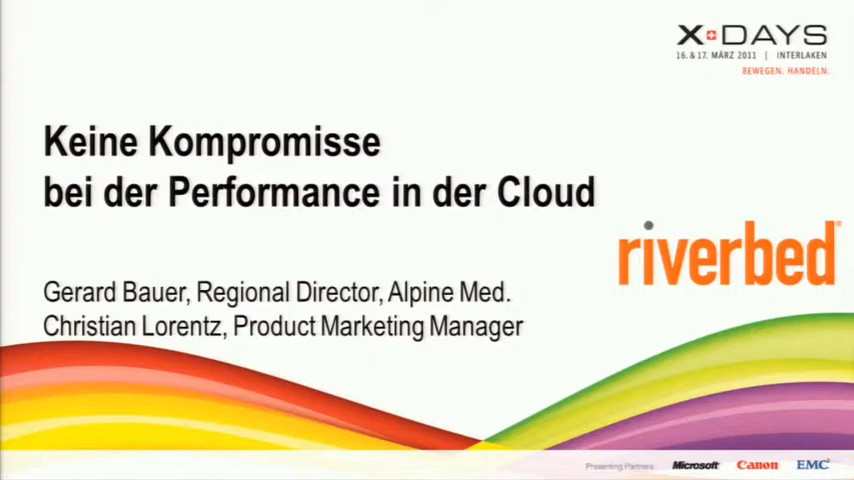 X DAYS
16. & 17. MÄRZ 2011 | INTERLAKEN
BEWEGEN. HANDELN.
Keine Kompromisse
bei der Performance in der Cloud
riverbed
Gerard Bauer, Regional Director, Alpine Med.
Christian Lorentz, Product Marketing Manager
Presenting Partners Microsoft Canon EMC²